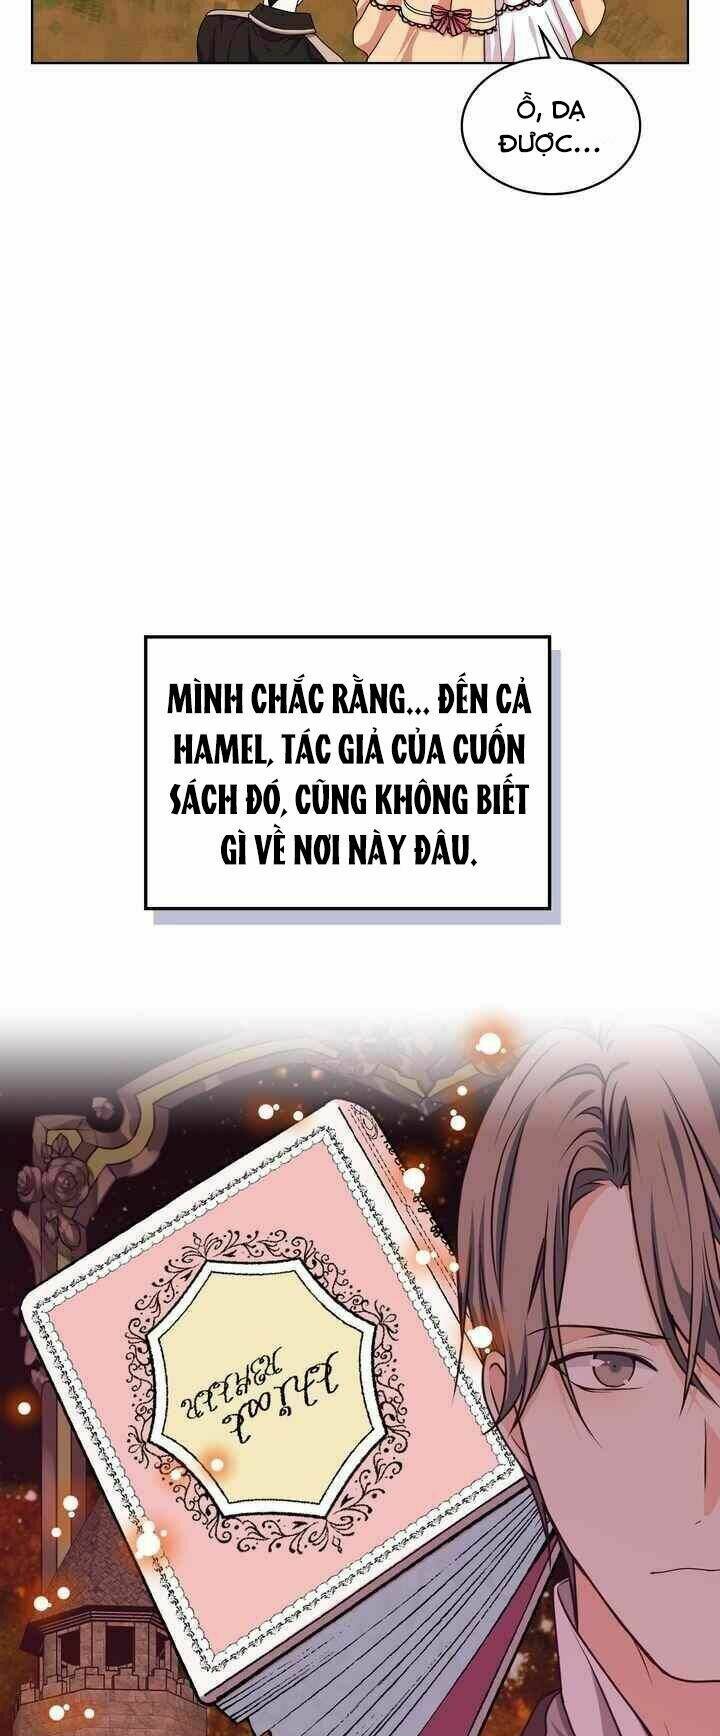 Ồ, DẠ
ĐƯỢC...
MÌNH CHẮC RẰNG... ĐẾN CẢ
HAMEL, TÁC GIẢ CỦA CUỐN
SÁCH ĐÓ, CŨNG KHÔNG BIẾT
GÌ VỀ NƠI NÀY ĐÂU.